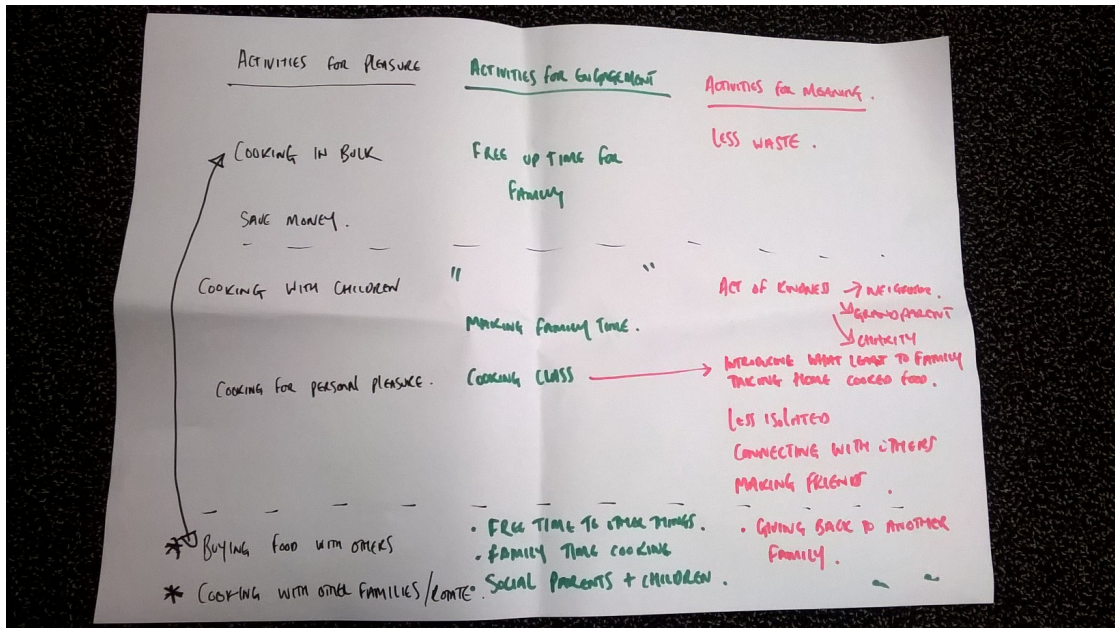 ACTIVITIES FOR PLEASURE
ACTIVITIES FOR ENGAGEMENT
ACTIVITIES FOR MEANING.
COOKING IN BULK
FREE UP TIME FOR
FAMILY
LESS WASTE.
SAVE MONEY.
COOKING WITH CHILDREN
" "
MAKING FAMILY TIME.
ACT OF KINDNESS → NEIGHBOUR.
GRANDPARENT
CHARITY
COOKING FOR PERSONAL PLEASURE.
COOKING CLASS
INTRODUCING WHAT LEARNT TO FAMILY
TAKING HOME COOKED FOOD.
LESS ISOLATED
CONNECTING WITH OTHERS
MAKING FRIENDS.
* BUYING FOOD WITH OTHERS
* COOKING WITH OTHER FAMILIES/ROTATE.
• FREE TIME TO OTHER THINGS.
• FAMILY TIME COOKING
SOCIAL PARENTS + CHILDREN.
• GIVING BACK TO ANOTHER
FAMILY.